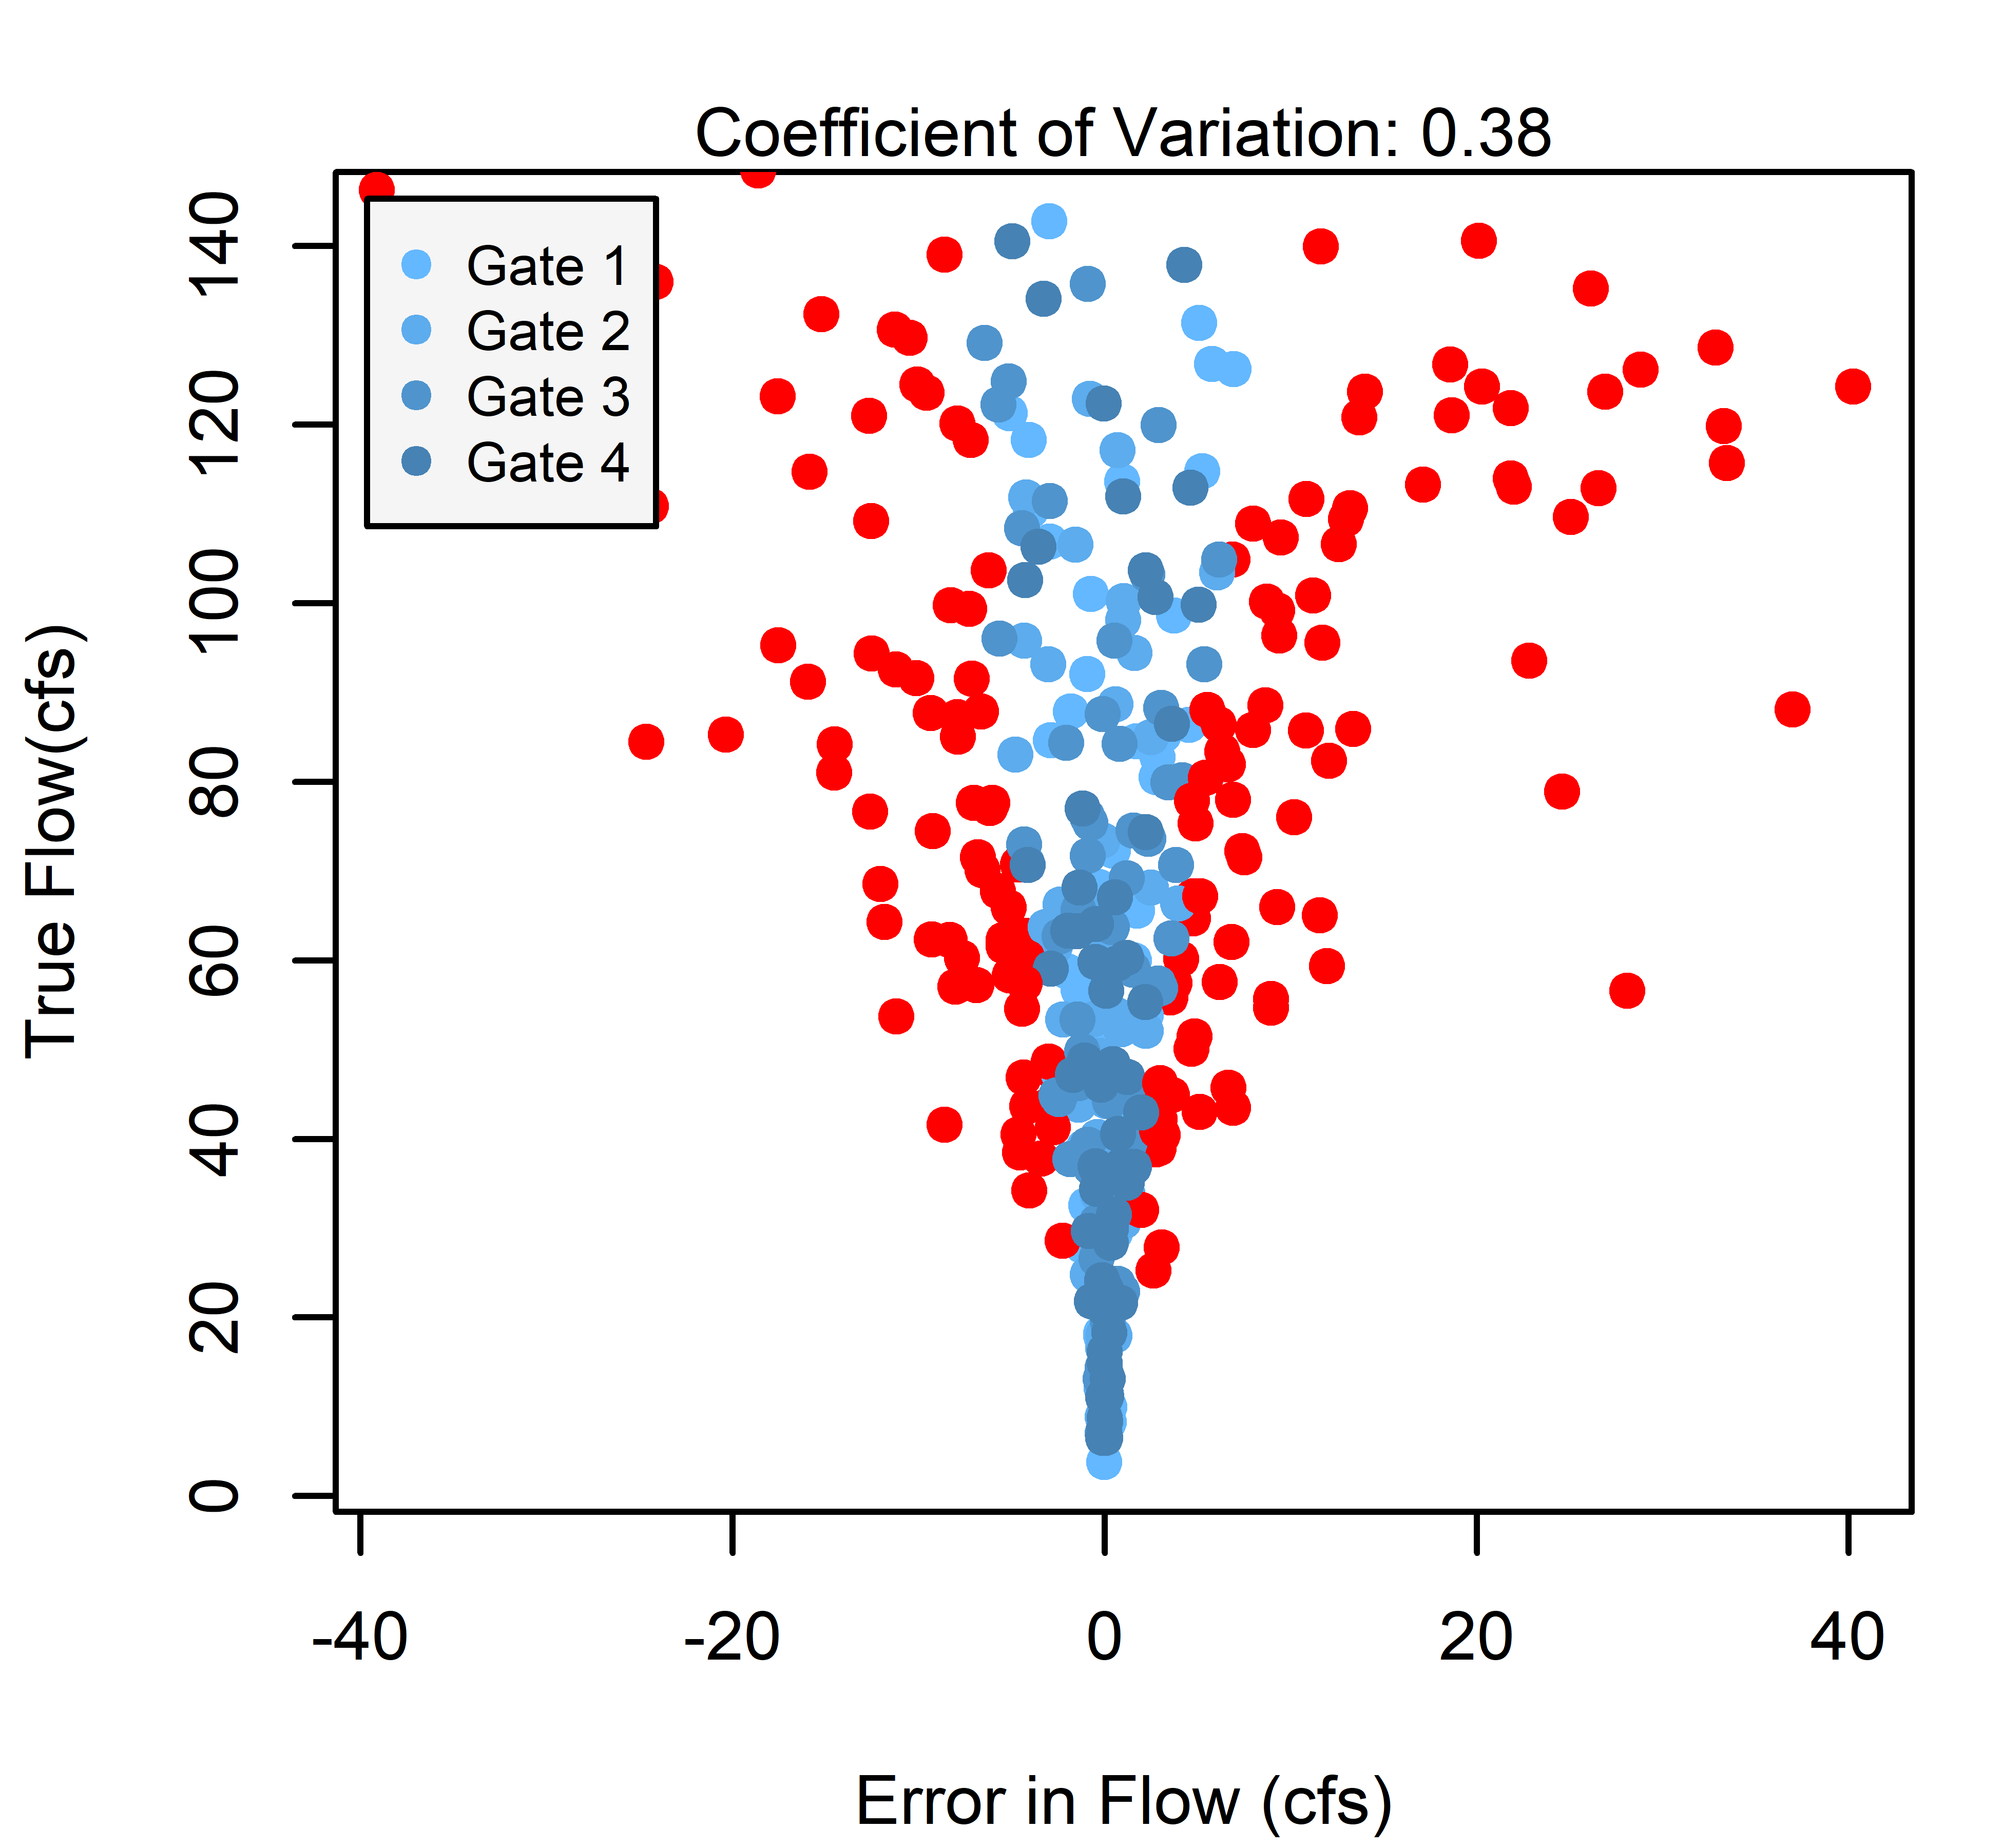 Coefficient of Variation: 0.38
Gate 1
Gate 2
Gate 3
Gate 4
True Flow(cfs)
140
120
100
80
60
40
20
0
-40 -20 0 20 40
Error in Flow (cfs)